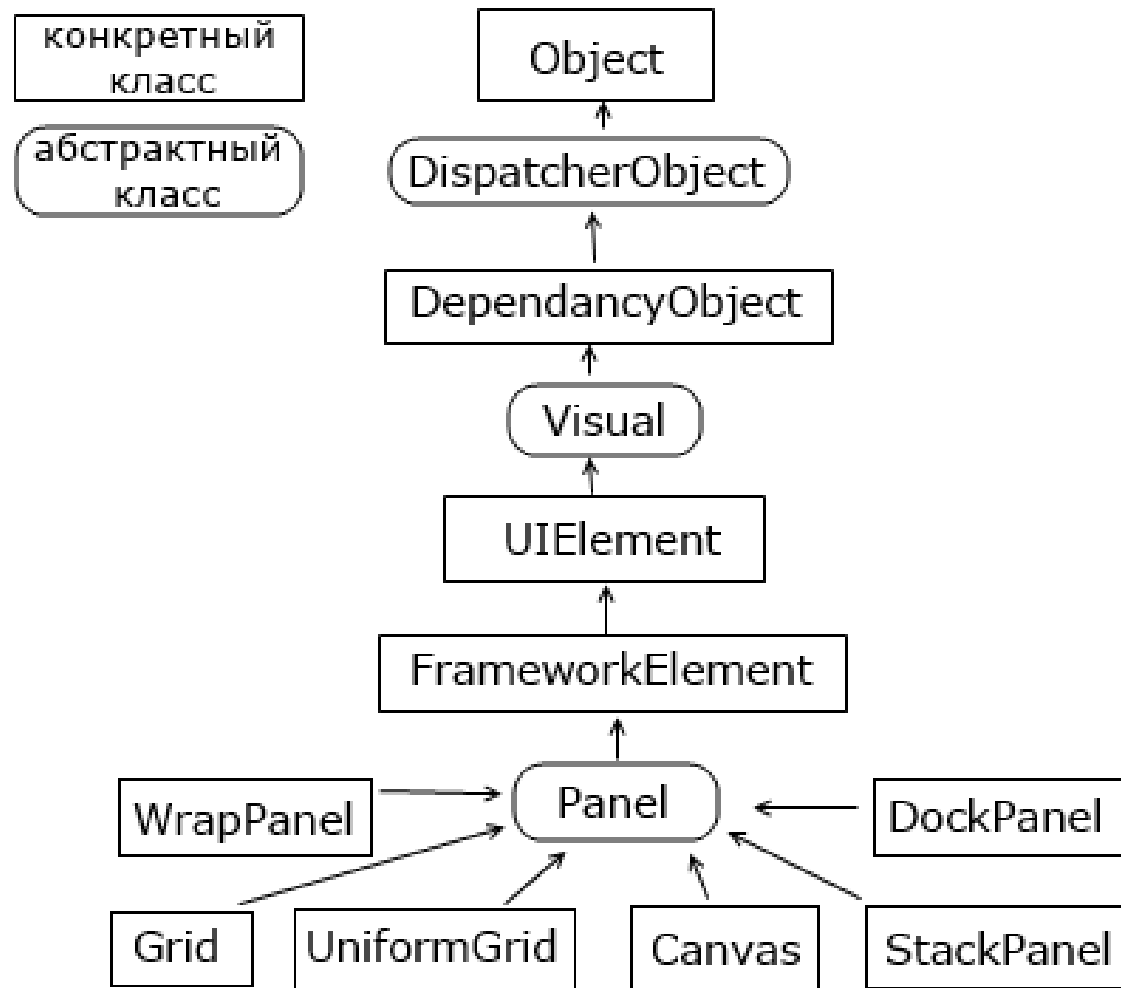 конкретный
класс
Object
абстрактный
класс
DispatcherObject
DependancyObject
Visual
UIElement
FrameworkElement
WrapPanel
Panel
DockPanel
Grid
UniformGrid
Canvas
StackPanel